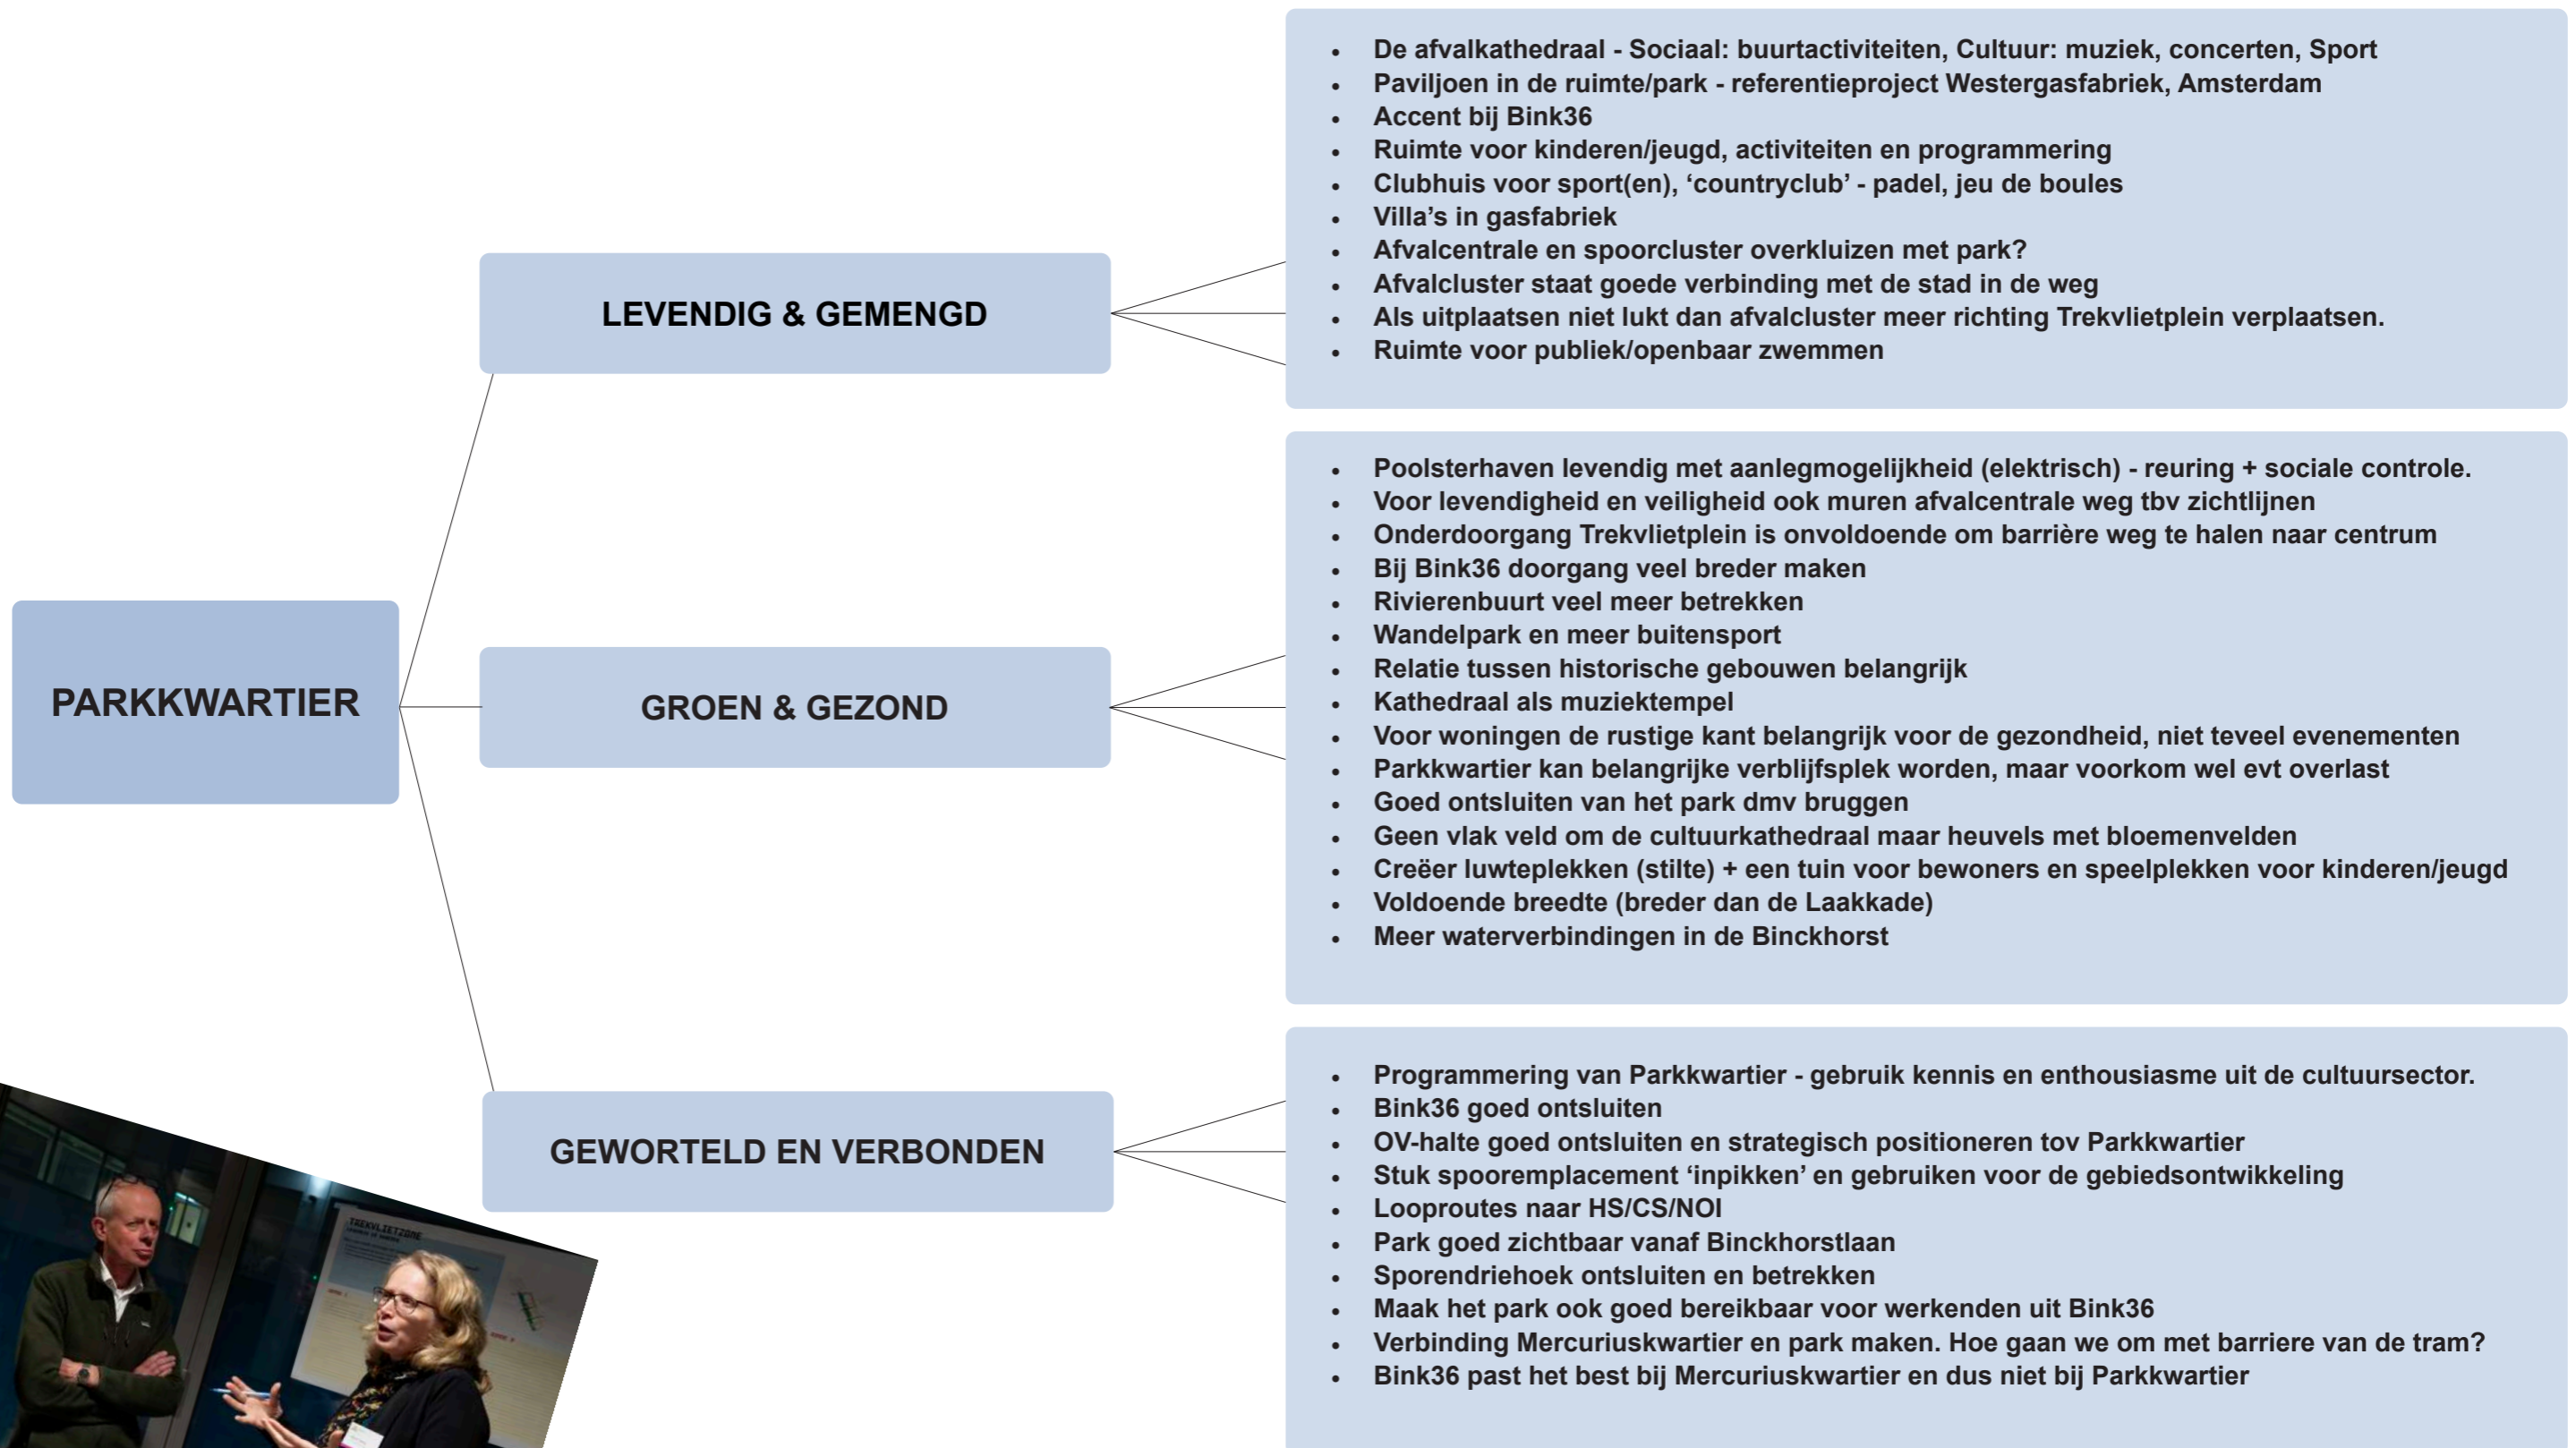 PARKKWARTIER
LEVENDIG & GEMENGD
• De afvalkathedraal - Sociaal: buurtactiviteiten, Cultuur: muziek, concerten, Sport
• Paviljoen in de ruimte/park - referentieproject Westergasfabriek, Amsterdam
• Accent bij Bink36
• Ruimte voor kinderen/jeugd, activiteiten en programmering
• Clubhuis voor sport(en), ‘countryclub’ - padel, jeu de boules
• Villa’s in gasfabriek
• Afvalcentrale en spoorcluster overkluizen met park?
• Afvalcluster staat goede verbinding met de stad in de weg
• Als uitplaatsen niet lukt dan afvalcluster meer richting Trekvlietplein verplaatsen.
• Ruimte voor publiek/openbaar zwemmen
GROEN & GEZOND
• Poolsterhaven levendig met aanlegmogelijkheid (elektrisch) - reuring + sociale controle.
• Voor levendigheid en veiligheid ook muren afvalcentrale weg tbv zichtlijnen
• Onderdoorgang Trekvlietplein is onvoldoende om barrière weg te halen naar centrum
• Bij Bink36 doorgang veel breder maken
• Rivierenbuurt veel meer betrekken
• Wandelpark en meer buitensport
• Relatie tussen historische gebouwen belangrijk
• Kathedraal als muziektempel
• Voor woningen de rustige kant belangrijk voor de gezondheid, niet teveel evenementen
• Parkkwartier kan belangrijke verblijfsplek worden, maar voorkom wel evt overlast
• Goed ontsluiten van het park dmv bruggen
• Geen vlak veld om de cultuurkathedraal maar heuvels met bloemenvelden
• Creëer luwteplekken (stilte) + een tuin voor bewoners en speelplekken voor kinderen/jeugd
• Voldoende breedte (breder dan de Laakkade)
• Meer waterverbindingen in de Binckhorst
GEWORTELD EN VERBONDEN
• Programmering van Parkkwartier - gebruik kennis en enthousiasme uit de cultuursector.
• Bink36 goed ontsluiten
• OV-halte goed ontsluiten en strategisch positioneren tov Parkkwartier
• Stuk spooremplacement ‘inpikken’ en gebruiken voor de gebiedsontwikkeling
• Looproutes naar HS/CS/NOI
• Park goed zichtbaar vanaf Binckhorstlaan
• Sporendriehoek ontsluiten en betrekken
• Maak het park ook goed bereikbaar voor werkenden uit Bink36
• Verbinding Mercuriuskwartier en park maken. Hoe gaan we om met barriere van de tram?
• Bink36 past het best bij Mercuriuskwartier en dus niet bij Parkkwartier
TREKVLIETZONE